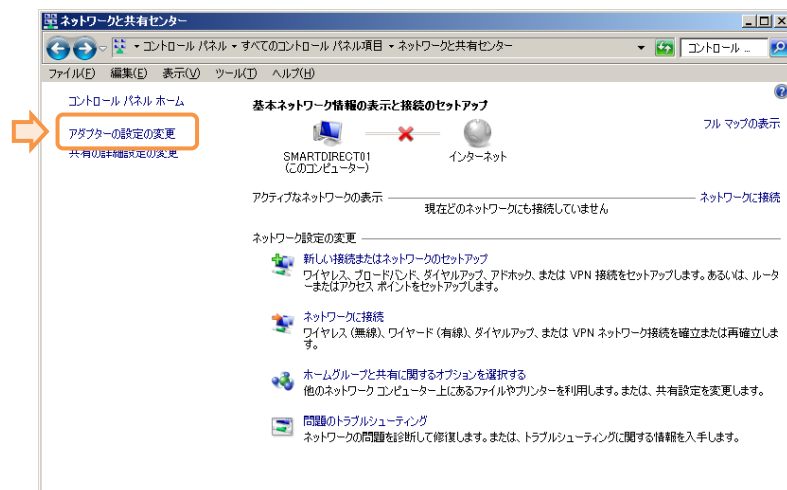 ネットワークと共有センター
コントロール パネル すべてのコントロール パネル項目 ネットワークと共有センター コントロール ...
ファイル(F) 編集(E) 表示(V) ツール(T) ヘルプ(H)
コントロール パネル ホーム
アダプターの設定の変更
共有の詳細設定の変更
基本ネットワーク情報の表示と接続のセットアップ
フル マップの表示
SMARTDIRECT01
(このコンピューター)
インターネット
アクティブなネットワークの表示
ネットワークに接続
現在どのネットワークにも接続していません
ネットワーク設定の変更
新しい接続またはネットワークのセットアップ
ワイヤレス、ブロードバンド、ダイヤルアップ、アドホック、または VPN 接続をセットアップします。あるいは、ルータ
ーまたはアクセス ポイントをセットアップします。
ネットワークに接続
ワイヤレス (無線)、ワイヤード (有線)、ダイヤルアップ、または VPN ネットワーク接続を確立または再確立しま
す。
ホームグループと共有に関するオプションを選択する
他のネットワーク コンピューター上にあるファイルやプリンターを利用します。または、共有設定を変更します。
問題のトラブルシューティング
ネットワークの問題を診断して修復します。または、トラブルシューティングに関する情報を入手します。